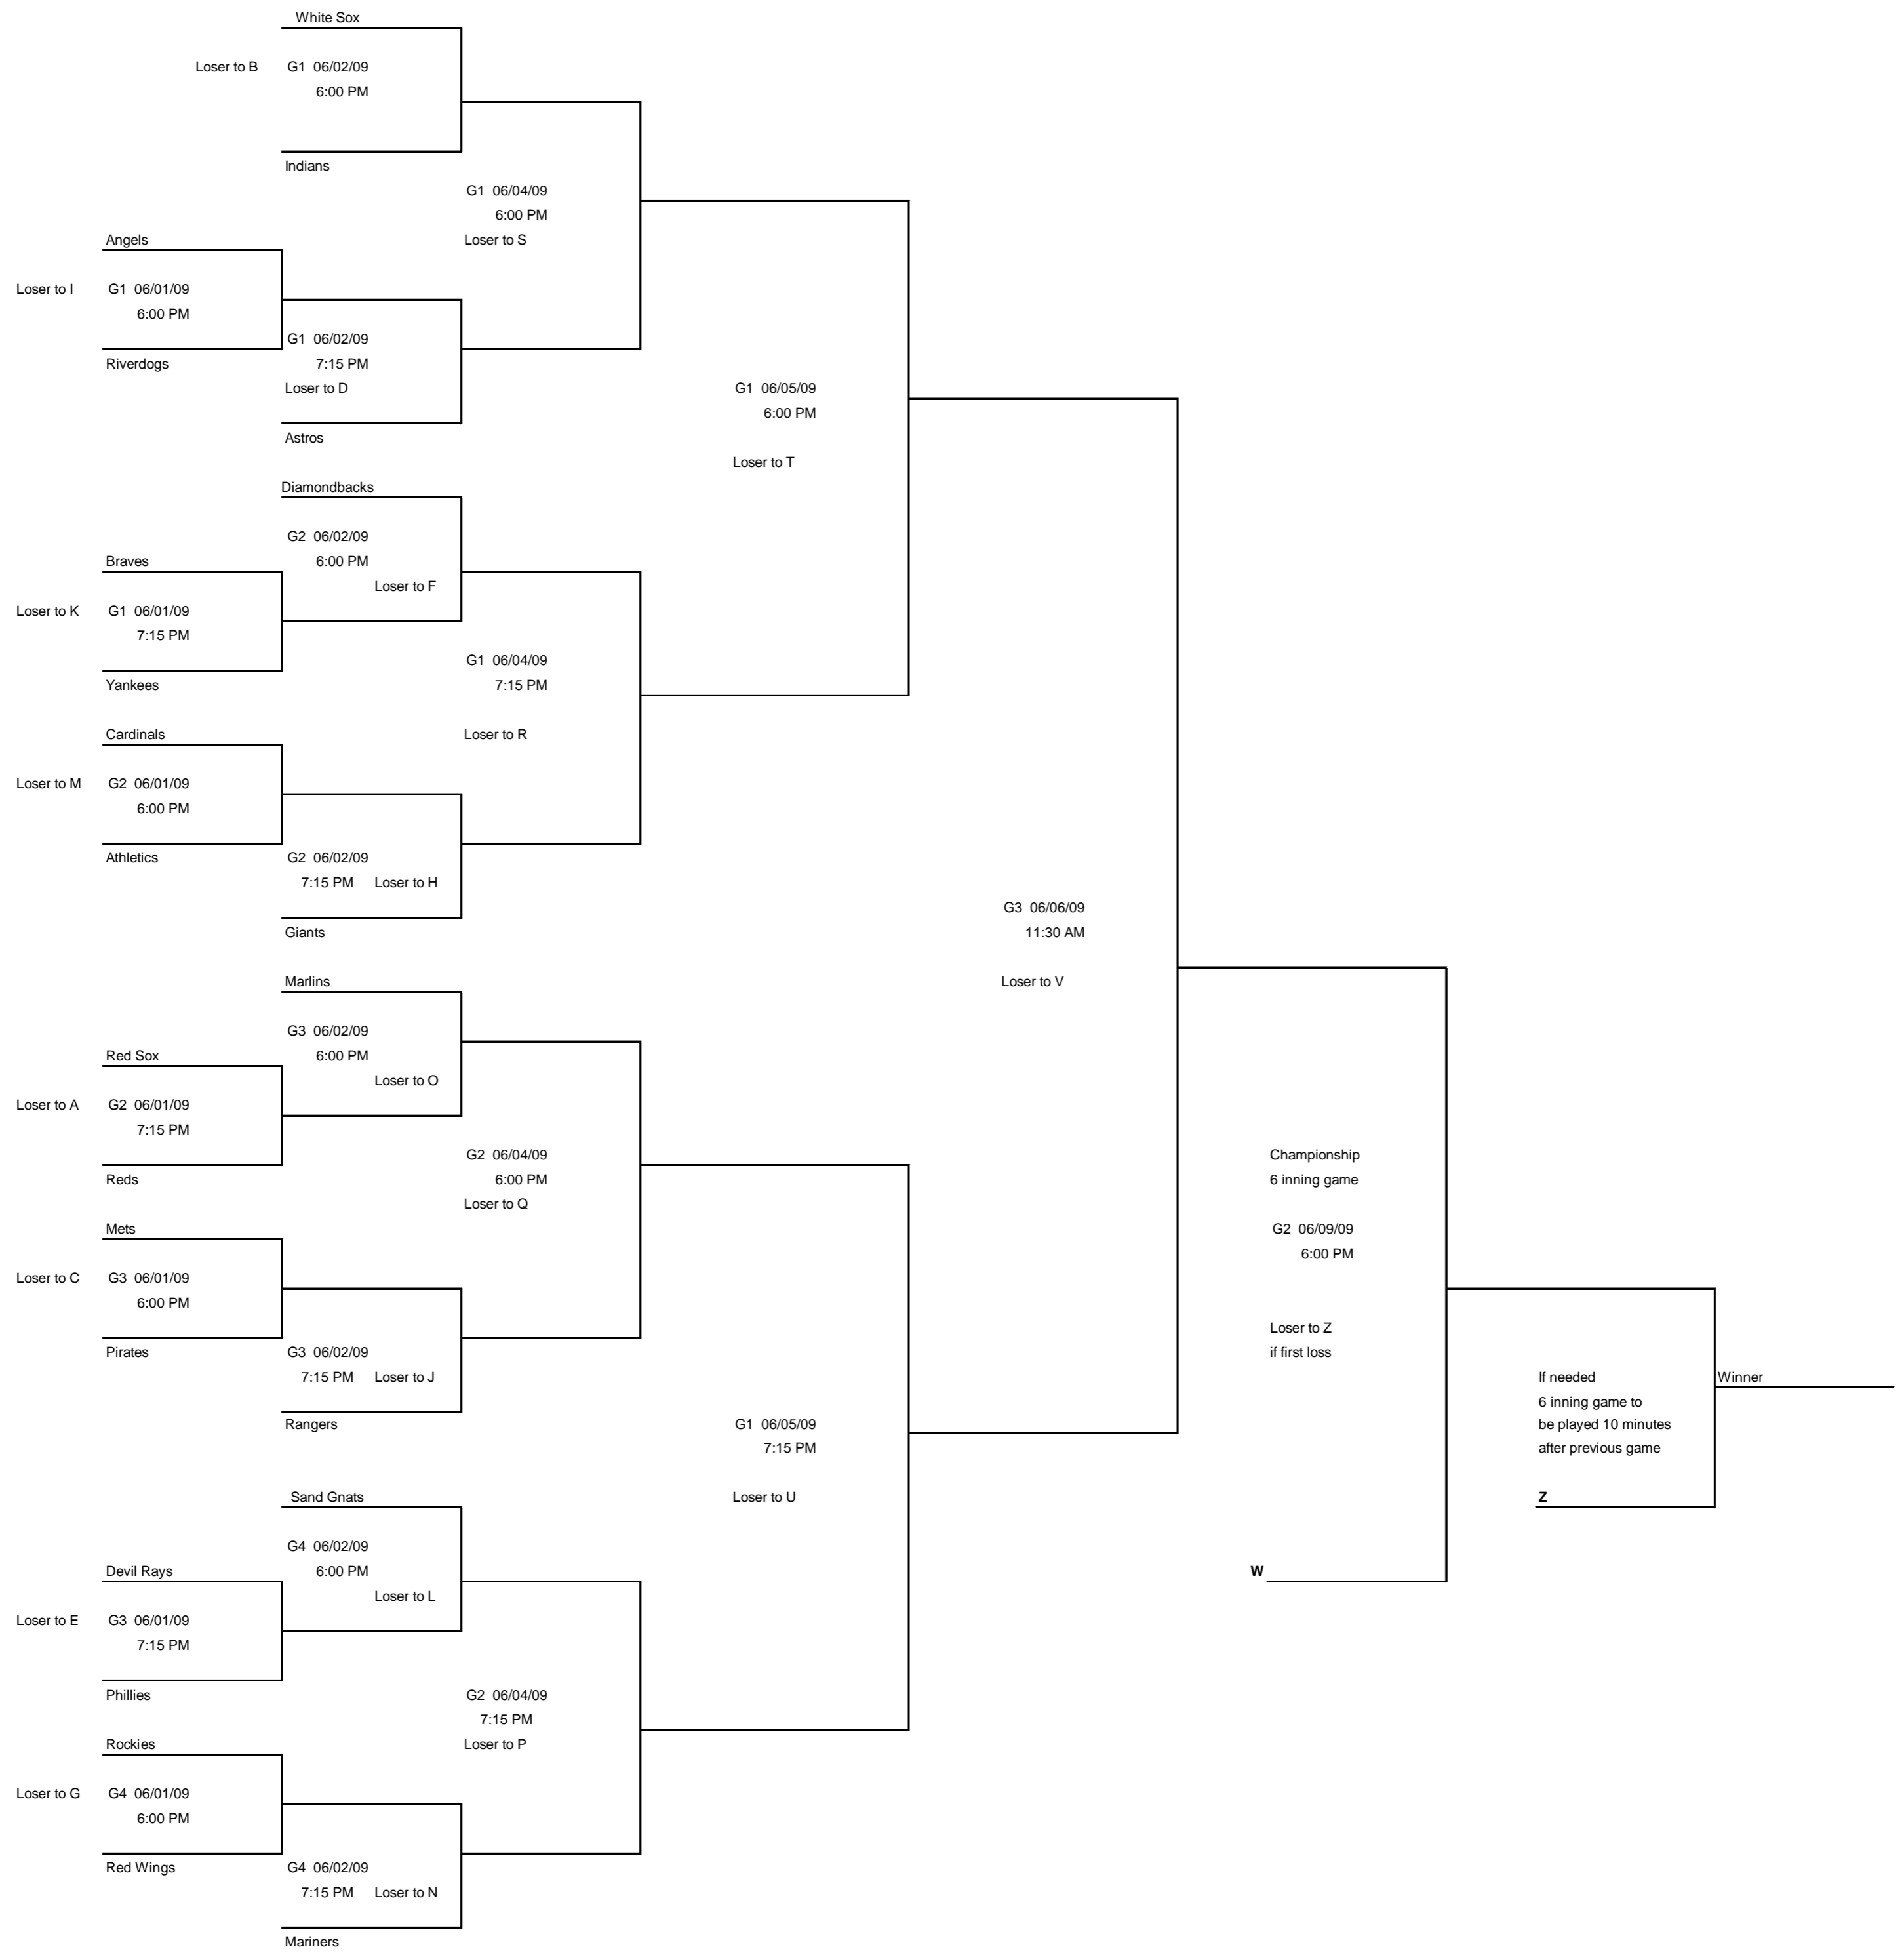 White Sox
Loser to B G1 06/02/09
6:00 PM
Indians
G1 06/04/09
6:00 PM
Loser to S
Angels
Loser to I G1 06/01/09
6:00 PM
Riverdogs
G1 06/02/09
7:15 PM
Loser to D
Astros
G1 06/05/09
6:00 PM
Loser to T
Diamondbacks
G2 06/02/09
6:00 PM
Loser to F
Braves
Loser to K G1 06/01/09
7:15 PM
Yankees
G1 06/04/09
7:15 PM
Loser to R
Cardinals
Loser to M G2 06/01/09
6:00 PM
Athletics
G2 06/02/09
7:15 PM Loser to H
Giants
G3 06/06/09
11:30 AM
Loser to V
Marlins
G3 06/02/09
6:00 PM
Loser to O
Red Sox
Loser to A G2 06/01/09
7:15 PM
Reds
G2 06/04/09
6:00 PM
Loser to Q
Championship
6 inning game
G2 06/09/09
6:00 PM
Loser to Z
if first loss
Mets
Loser to C G3 06/01/09
6:00 PM
Pirates
G3 06/02/09
7:15 PM Loser to J
Rangers
G1 06/05/09
7:15 PM
Loser to U
If needed
6 inning game to
be played 10 minutes
after previous game
Z
Winner
Sand Gnats
G4 06/02/09
6:00 PM
Loser to L
W
Devil Rays
Loser to E G3 06/01/09
7:15 PM
Phillies
G2 06/04/09
7:15 PM
Loser to P
Rockies
Loser to G G4 06/01/09
6:00 PM
Red Wings
G4 06/02/09
7:15 PM Loser to N
Mariners